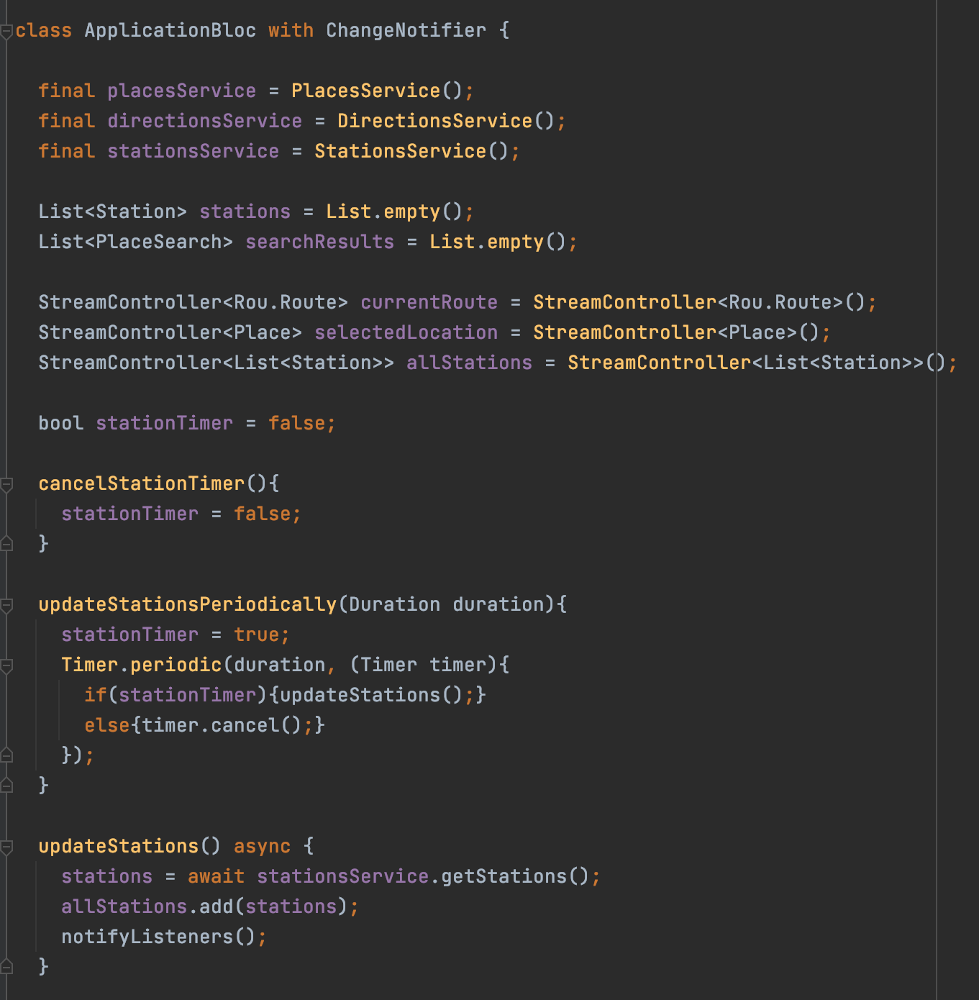 class ApplicationBloc with ChangeNotifier {
final placesService = PlacesService();
final directionsService = DirectionsService();
final stationsService = StationsService();
List<Station> stations = List.empty();
List<PlaceSearch> searchResults = List.empty();
StreamController<Rou.Route> currentRoute = StreamController<Rou.Route>();
StreamController<Place> selectedLocation = StreamController<Place>();
StreamController<List<Station>> allStations = StreamController<List<Station>>();
bool stationTimer = false;
cancelStationTimer(){
stationTimer = false;
}
updateStationsPeriodically(Duration duration){
stationTimer = true;
Timer.periodic(duration, (Timer timer){
if(stationTimer){updateStations();}
else{timer.cancel();}
});
}
updateStations() async {
stations = await stationsService.getStations();
allStations.add(stations);
notifyListeners();
}